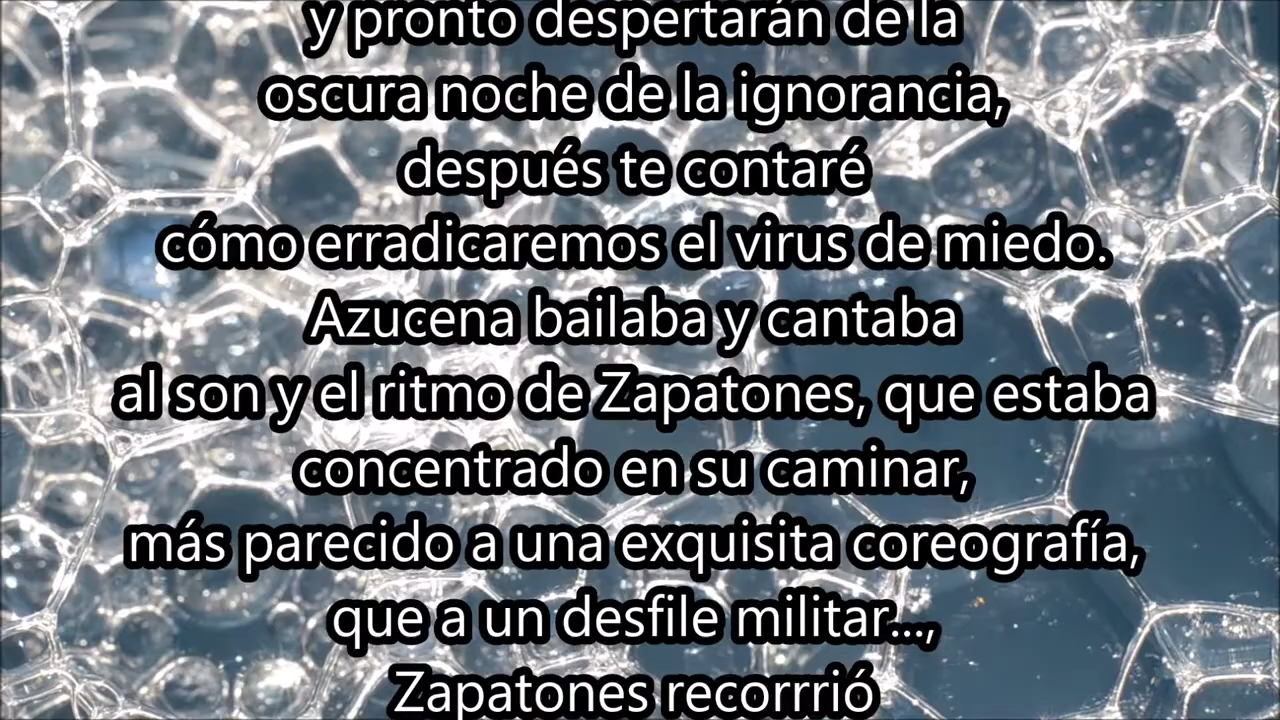 y pronto despertarán de la
oscura noche de la ignorancia,
después te contaré
cómo erradicaremos el virus de miedo.
Azucena bailaba y cantaba
al son y el ritmo de Zapatones, que estaba
concentrado en su caminar,
más parecido a una exquisita coreografía,
que a un desfile militar...,
Zapatones recorrrió